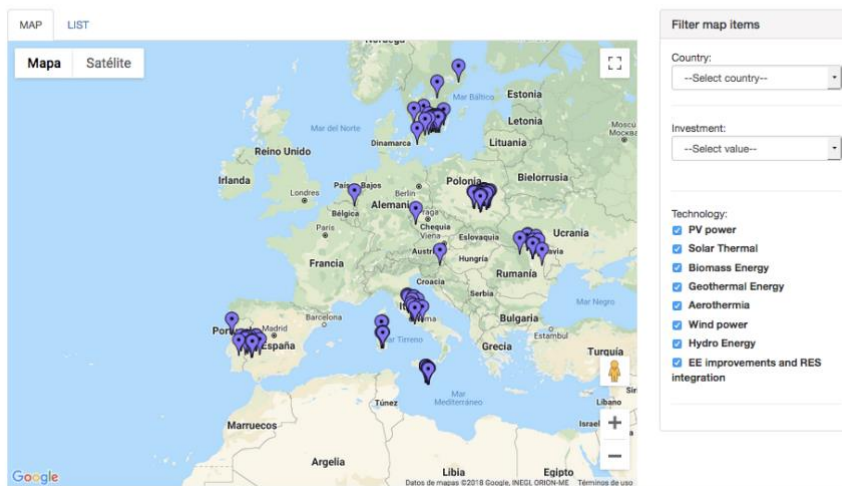 MAP
LIST
Mapa
Satélite
Noruega
Mar Báltico
Estonia
Letonia
Lituania
Moscú
Москва
Mar del Norte
Dinamarca
Reino Unido
Irlanda
Londres
Países Bajos
Berlín
Polonia
Bielorrusia
Bélgica
Alemani
Praga
Chequia
París
Viena
Eslovaquia
Ucrania
Austr
Hungría
Francia
Rumanía
Croacia
Serbia
Mar Negro
Barcelona
Bulgaria
Estambul
Madrid
España
Mar Tirreno
Grecia
Turquía
Túnez
Mar
Mediterráneo
Líbano
Israel
Marruecos
Argelia
Libia
Egipto
Google
Datos de mapas ©2018 Google, INEGI, ORION-ME
Términos de uso
Filter map items
Country:
--Select country--
Investment:
--Select value--
Technology:
PV power
Solar Thermal
Biomass Energy
Geothermal Energy
Aerothermia
Wind power
Hydro Energy
EE improvements and RES
integration